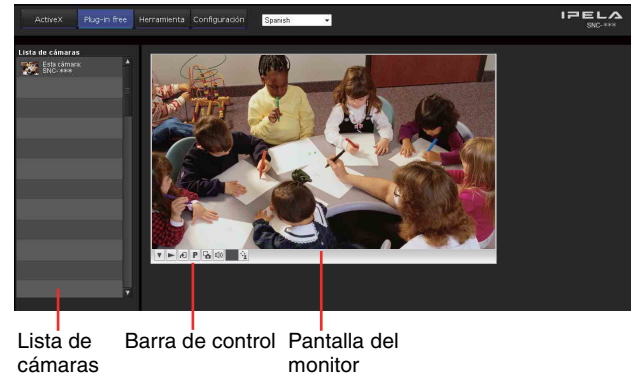 ActiveX Plug-in free Herramienta Configuración Spanish IPELA
SNC-***
Lista de cámaras
Esta cámara:
SNC-***
P
Lista de cámaras
Barra de control
Pantalla del monitor